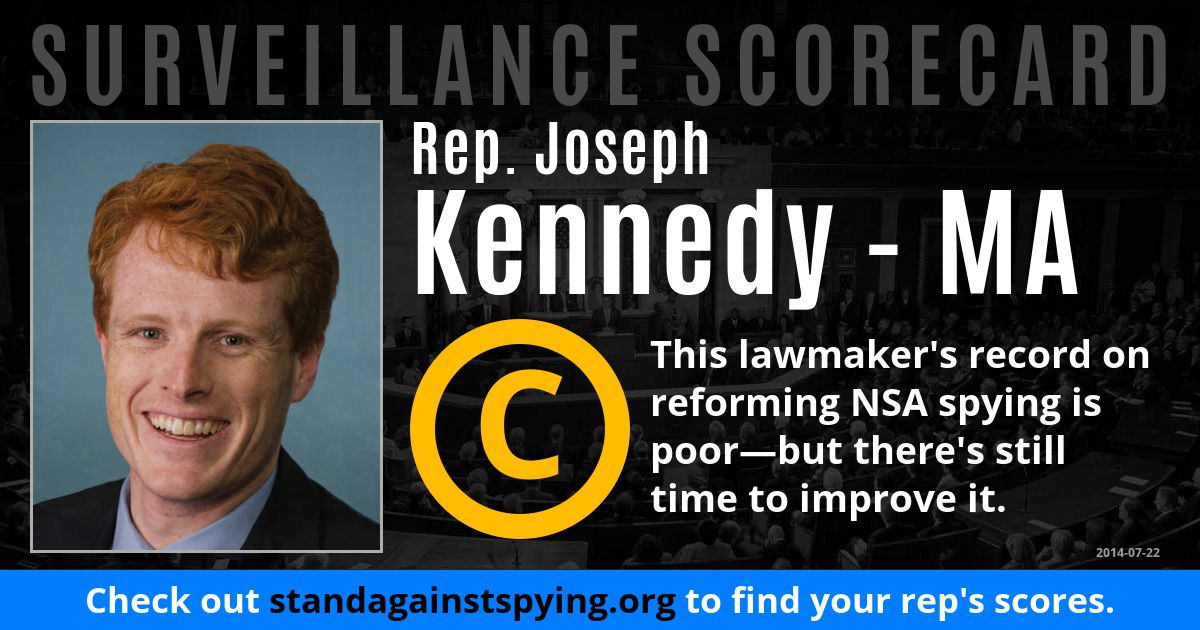 SURVEILLANCE SCORECARD
Rep. Joseph
Kennedy - MA
C
This lawmaker's record on
reforming NSA spying is
poor—but there's still
time to improve it.
2014-07-22
Check out standagainstspying.org to find your rep's scores.